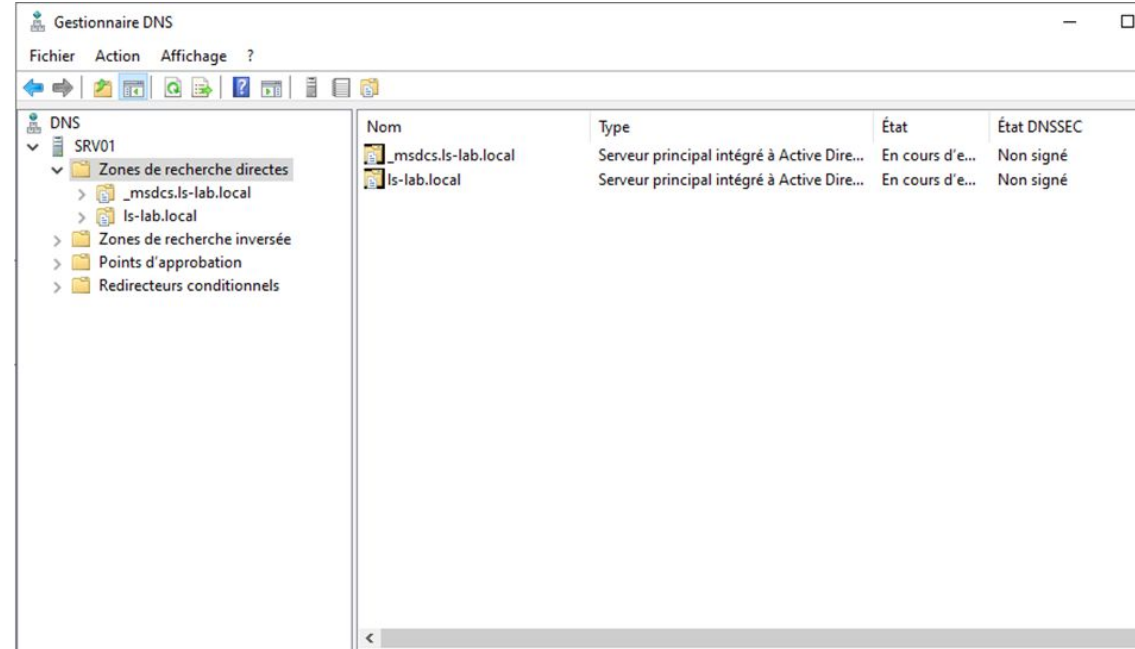 Gestionnaire DNS
Fichier Action Affichage ?
DNS
SRV01
Zones de recherche directes
_msdcs.ls-lab.local
ls-lab.local
Zones de recherche inversée
Points d'approbation
Redirecteurs conditionnels
Nom Type État État DNSSEC
_msdcs.ls-lab.local Serveur principal intégré à Active Dire... En cours d'e... Non signé
ls-lab.local Serveur principal intégré à Active Dire... En cours d'e... Non signé